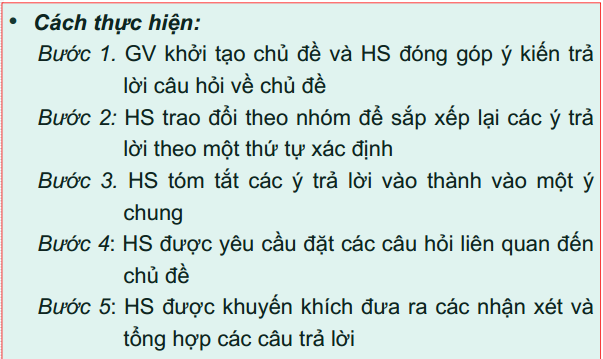 • Cách thực hiện:
Bước 1. GV khởi tạo chủ đề và HS đóng góp ý kiến trả
lời câu hỏi về chủ đề
Bước 2: HS trao đổi theo nhóm để sắp xếp lại các ý trả
lời theo một thứ tự xác định
Bước 3. HS tóm tắt các ý trả lời vào thành vào một ý
chung
Bước 4: HS được yêu cầu đặt các câu hỏi liên quan đến
chủ đề
Bước 5: HS được khuyến khích đưa ra các nhận xét và
tổng hợp các câu trả lời